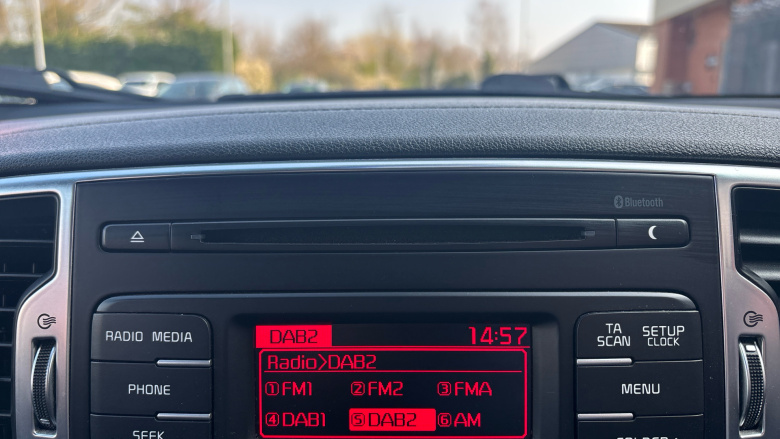 Bluetooth
DAB2 14:57
RADIO MEDIA
TA SCAN
SETUP CLOCK
Radio>DAB2
①FM1 ②FM2 ③FMA
PHONE
MENU
④DAB1 ⑤DAB2 ⑥AM
SEEK